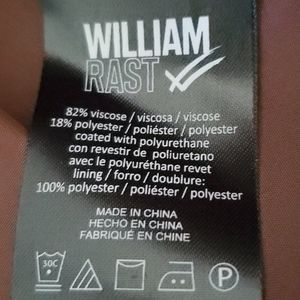 WILLIAM
RAST
82% viscose / viscosa / viscose
18% polyester / poliéster / polyester
coated with polyurethane
con revestir de poliuretano
avec le polyuréthane revet
lining / forro / doublure:
100% polyester / poliéster / polyester
MADE IN CHINA
HECHO EN CHINA
FABRIQUÉ EN CHINE
30C
P